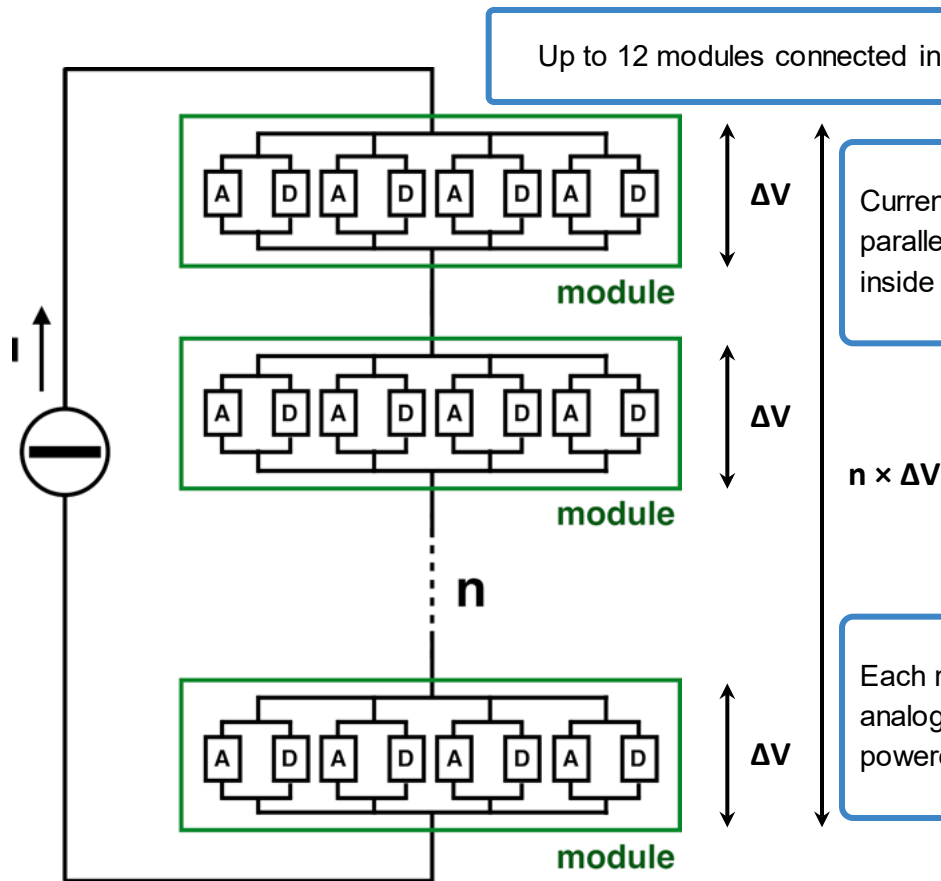 Up to 12 modules connected in
A D A D A D A D
ΔV
module
Curren
paralle
inside
I
A D A D A D A D
ΔV
module
n × ΔV
n
A D A D A D A D
ΔV
module
Each
analog
powere